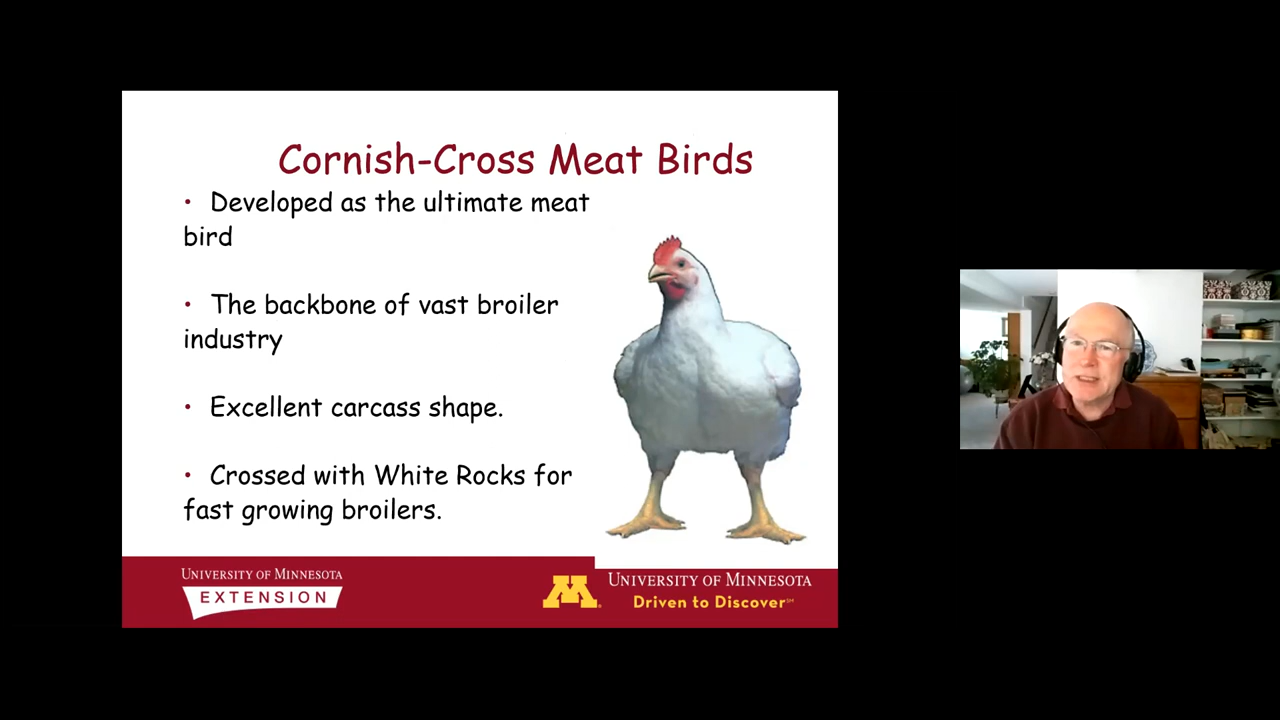 Cornish-Cross Meat Birds
• Developed as the ultimate meat
bird
• The backbone of vast broiler
industry
• Excellent carcass shape.
• Crossed with White Rocks for
fast growing broilers.
UNIVERSITY OF MINNESOTA
EXTENSION
M
UNIVERSITY OF MINNESOTA
Driven to Discover℠